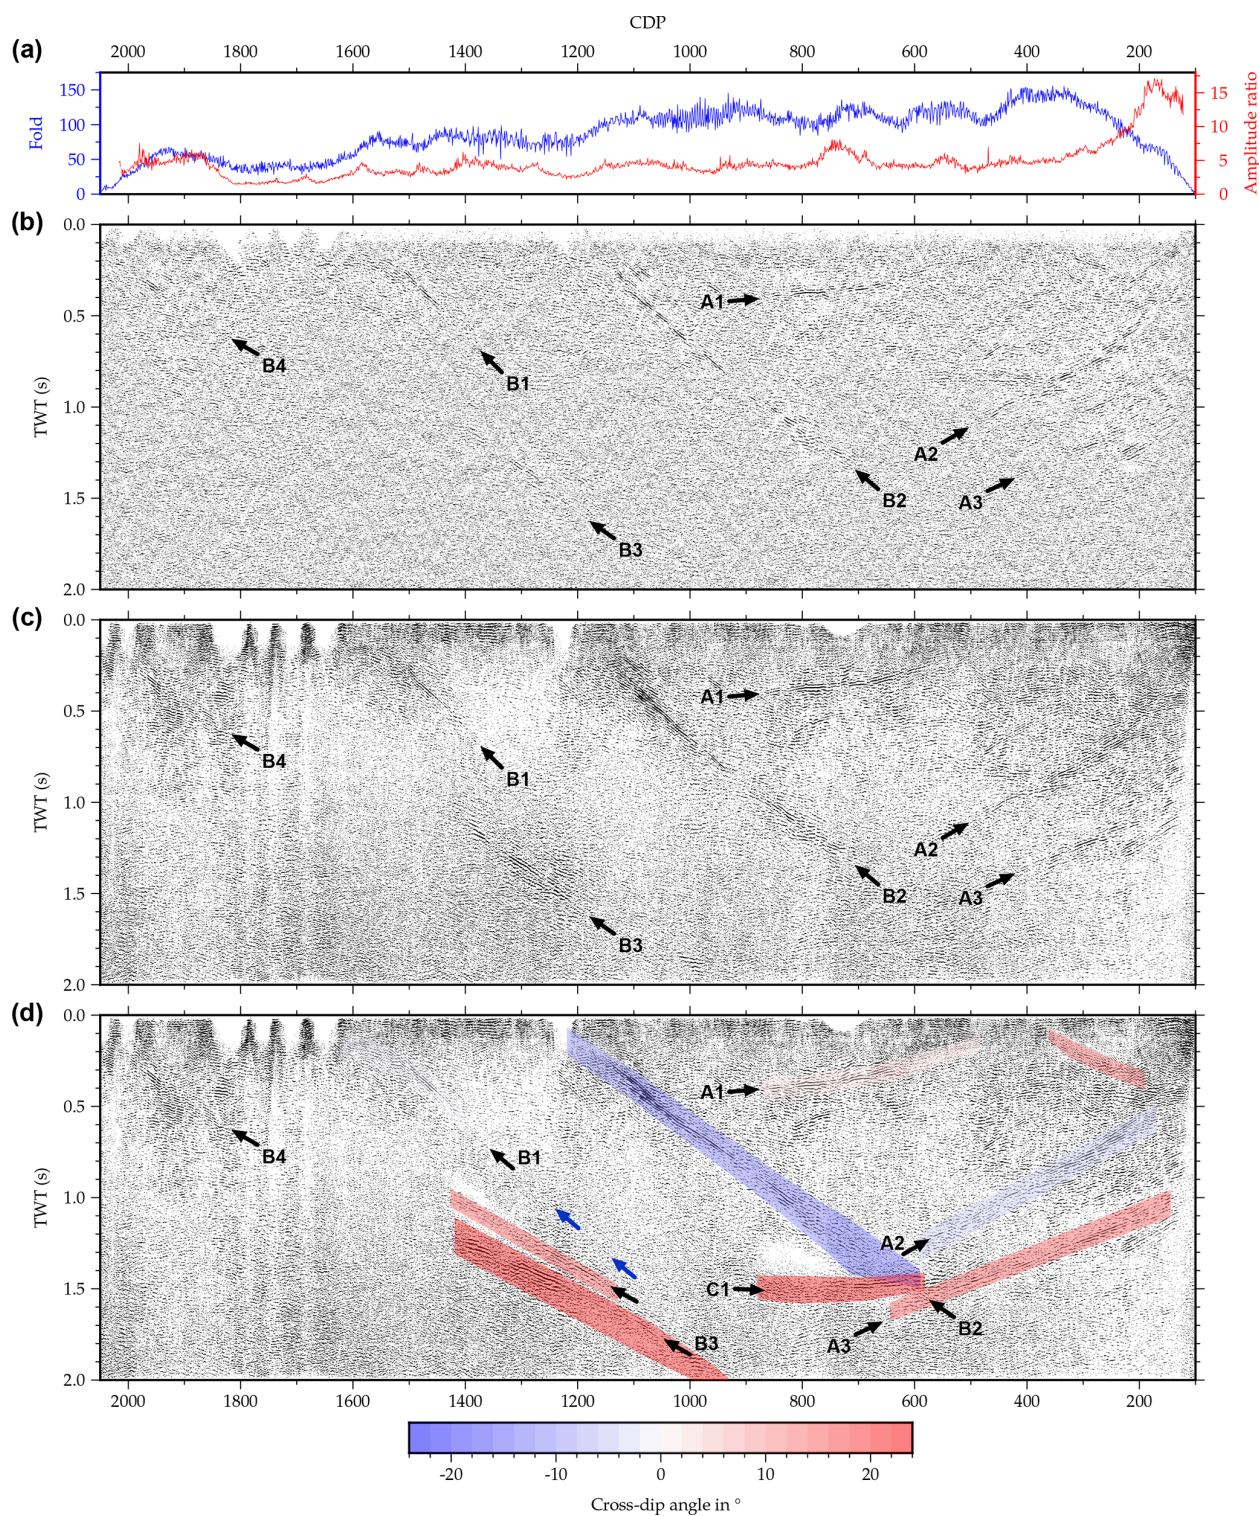 CDP
(a)
2000 1800 1600 1400 1200 1000 800 600 400 200
150
100
50
0
Fold
15
10
5
0
Amplitude ratio
(b)
0.0
0.5
1.0
1.5
2.0
TWT (s)
A1
B4
B1
A2
B2
A3
B3
(c)
0.0
0.5
1.0
1.5
2.0
TWT (s)
A1
B4
B1
A2
B2
A3
B3
(d)
0.0
0.5
1.0
1.5
2.0
TWT (s)
A1
B4
B1
A2
C1
B2
A3
B3
2000 1800 1600 1400 1200 1000 800 600 400 200
-20 -10 0 10 20
Cross-dip angle in °